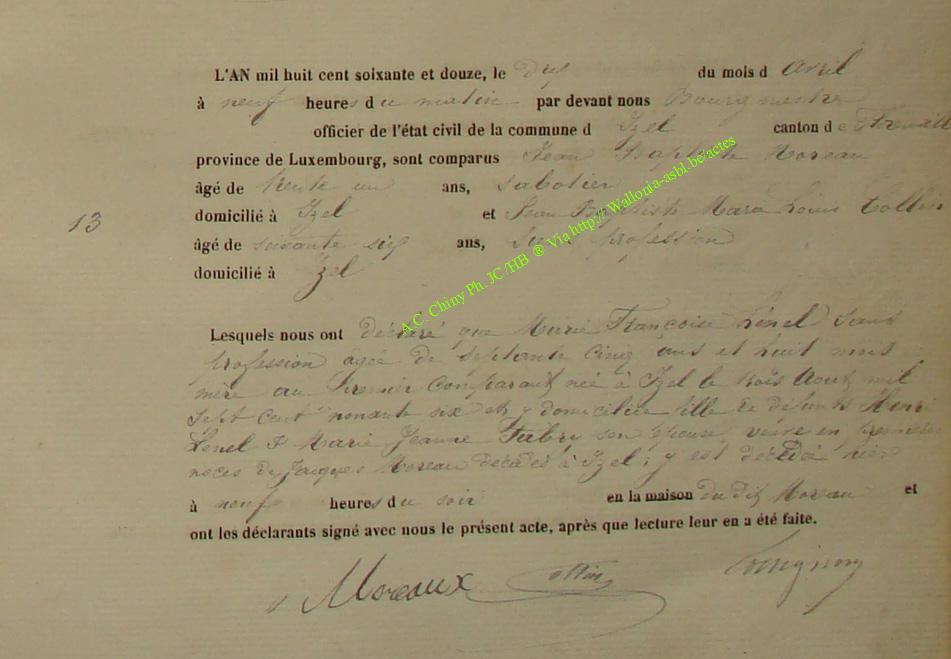 L'AN mil huit cent soixante et douze, le dix du mois d Avril
à neuf heures du matin par devant nous Bourgmestre
officier de l'état civil de la commune d Izel canton de
province de Luxembourg, sont comparus Jean Baptiste Moreau
13
âgé de trente un ans, Sabotier
domicilié à Izel et Jean Baptiste Marie Louis Collin
âgé de soixante six ans, Sans profession
domicilié à Izel
A.C. Chiny Ph. JC/HB ® Via http://Wallonia-asbl.be/actes
Lesquels nous ont déclaré que Marie Françoise Lénel Sans
profession âgée de septante cinq ans et huit mois
mère au Premier Comparant née à Izel le trois Aout mil
Sept Cent nonante six et y domiciliée fille de défunts Henri
Lenel & Marie Jeanne Fabry son épouse, veuve en premières
noces de Jacques Moreau décédé à Izel; y est décédée hier
à neuf heures du soir en la maison du dit Moreau et
ont les déclarants signé avec nous le présent acte, après que lecture leur en a été faite.
Moreaux Collin